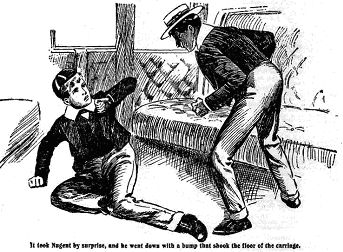 It took Nugent by surprise, and he went down with a bump that shook the floor of the carriage.